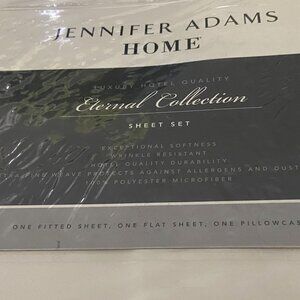 JENNIFER ADAMS
HOME
LUXURY HOTEL QUALITY
Eternal Collection
SHEET SET
EXCEPTIONAL SOFTNESS
WRINKLE RESISTANT
HOTEL QUALITY DURABILITY
WEAVE PROTECTS AGAINST ALLERGENS AND DUST
100% POLYESTER MICROFIBER
ONE FITTED SHEET, ONE FLAT SHEET, ONE PILLOWCAS